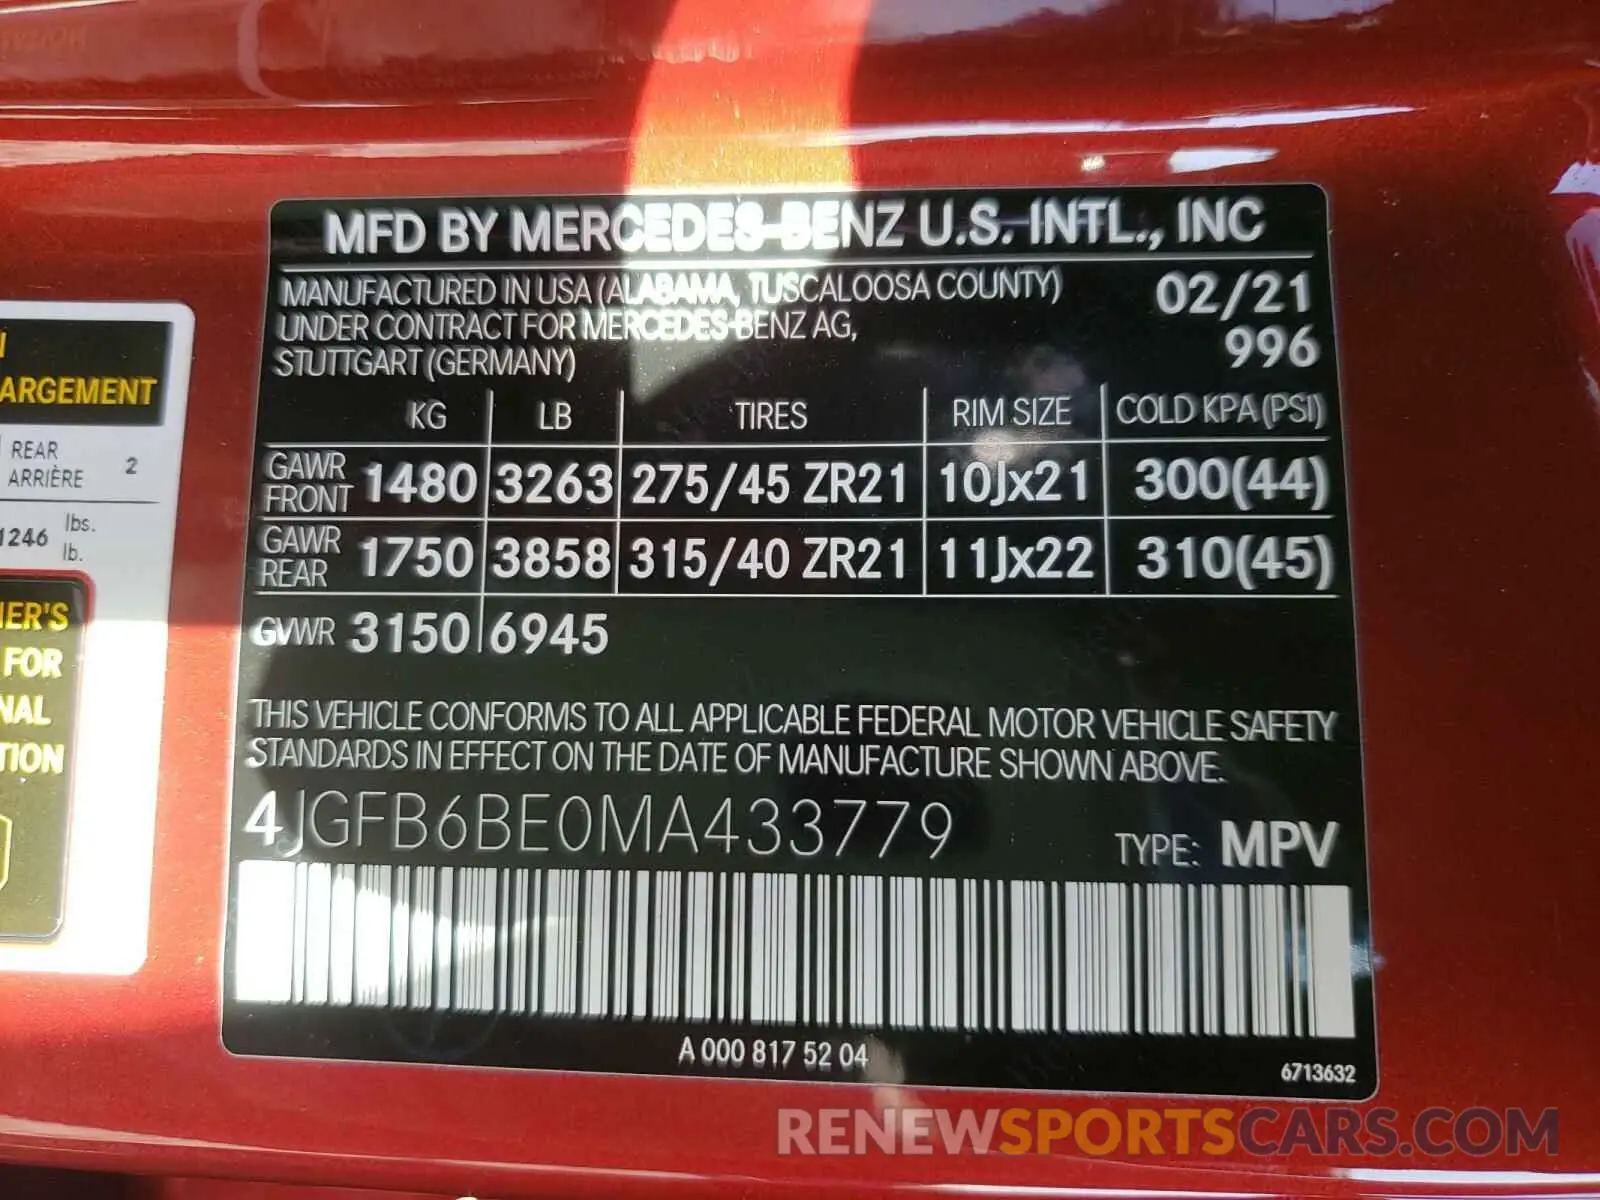 MFD BY MERCEDES-BENZ U.S. INTL., INC
MANUFACTURED IN USA (ALABAMA, TUSCALOOSA COUNTY)
UNDER CONTRACT FOR MERCEDES-BENZ AG,
STUTTGART (GERMANY)
02/21
996
KG LB TIRES RIM SIZE COLD KPA (PSI)
GAWR FRONT 1480 3263 275/45 ZR21 10Jx21 300(44)
GAWR REAR 1750 3858 315/40 ZR21 11Jx22 310(45)
GVWR 3150 6945
THIS VEHICLE CONFORMS TO ALL APPLICABLE FEDERAL MOTOR VEHICLE SAFETY
STANDARDS IN EFFECT ON THE DATE OF MANUFACTURE SHOWN ABOVE.
4JGFB6BE0MA433779 TYPE: MPV
A 000 817 52 04
6713632
ARGEMENT
REAR
ARRIÈRE 2
1246 lbs.
lb.
ER'S
FOR
NAL
TION
RENEWSPORTSCARS.COM